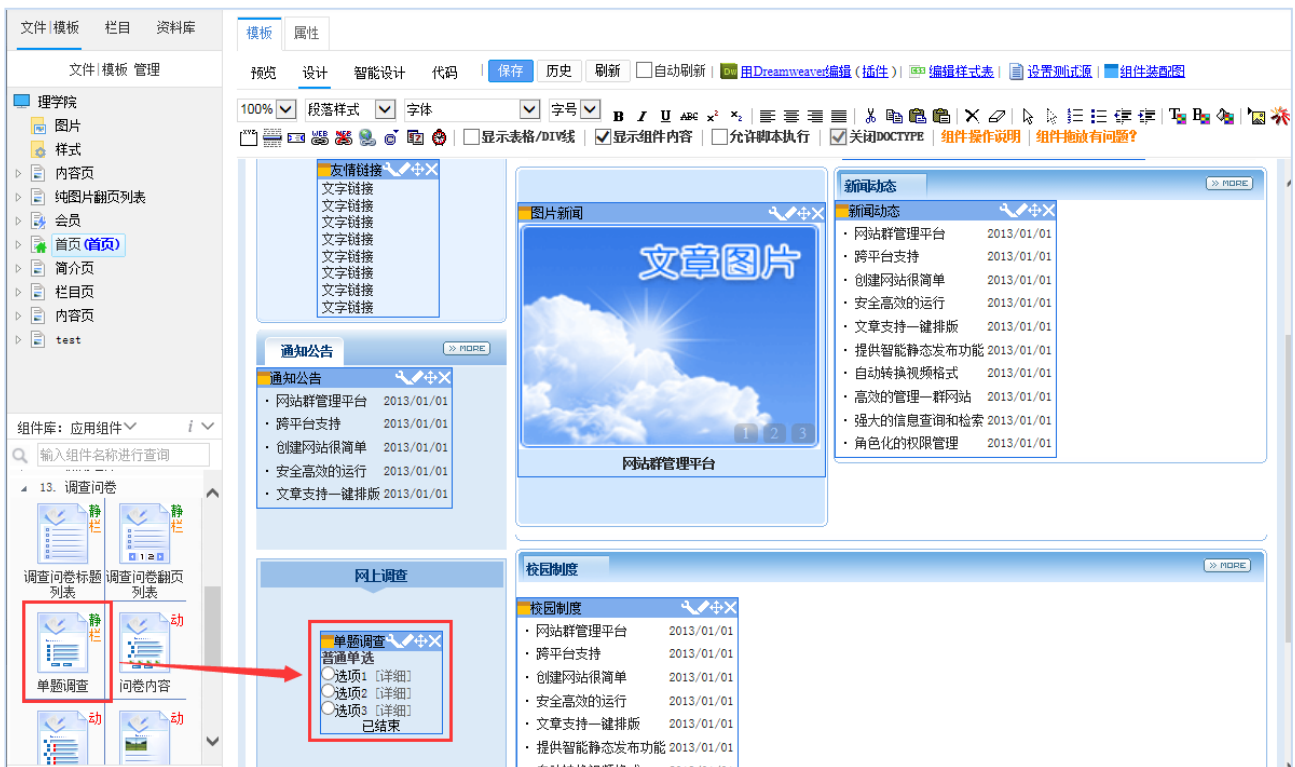 文件|模板 栏目 资料库
文件|模板 管理
理学院
图片
样式
内容页
纯图片翻页列表
会员
首页(首页)
简介页
栏目页
内容页
test
组件库: 应用组件
输入组件名称进行查询
13. 调查问卷
静
栏
静
栏
调查问卷标题列表
调查问卷翻页列表
静
栏
动
单题调查
问卷内容
动
动
模板 属性
预览 设计 智能设计 代码 保存 历史 刷新 自动刷新 Dw 用Dreamweaver编辑(插件) 编辑样式表 设置测试源 组件装配图
100% 段落样式 字体 字号 B I U ABC x² x₂
显示表格/DIV线 显示组件内容 允许脚本执行 关闭DOCTYPE 组件操作说明 组件拖放有问题?
友情链接
文字链接
文字链接
文字链接
文字链接
文字链接
文字链接
文字链接
文字链接
通知公告 >> MORE
通知公告
· 网站群管理平台 2013/01/01
· 跨平台支持 2013/01/01
· 创建网站很简单 2013/01/01
· 安全高效的运行 2013/01/01
· 文章支持一键排版 2013/01/01
网上调查
单题调查
普通单选
选项1 [详细]
选项2 [详细]
选项3 [详细]
已结束
图片新闻
文章图片
1 2 3
网站群管理平台
新闻动态 >> MORE
新闻动态
· 网站群管理平台 2013/01/01
· 跨平台支持 2013/01/01
· 创建网站很简单 2013/01/01
· 安全高效的运行 2013/01/01
· 文章支持一键排版 2013/01/01
· 提供智能静态发布功能 2013/01/01
· 自动转换视频格式 2013/01/01
· 高效的管理一群网站 2013/01/01
· 强大的信息查询和检索 2013/01/01
· 角色化的权限管理 2013/01/01
校园制度 >> MORE
校园制度
· 网站群管理平台 2013/01/01
· 跨平台支持 2013/01/01
· 创建网站很简单 2013/01/01
· 安全高效的运行 2013/01/01
· 文章支持一键排版 2013/01/01
· 提供智能静态发布功能 2013/01/01